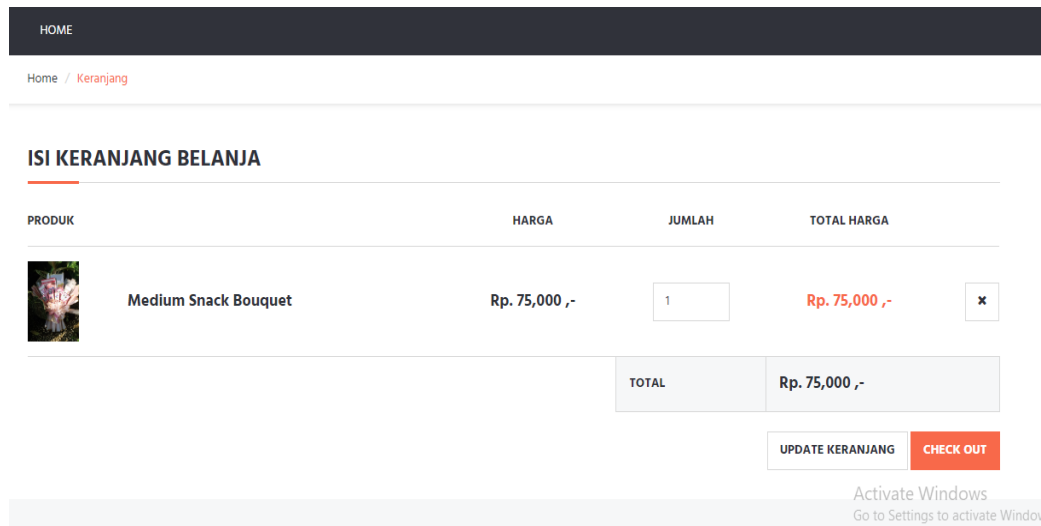 HOME
Home / Keranjang
ISI KERANJANG BELANJA
PRODUK HARGA JUMLAH TOTAL HARGA
Medium Snack Bouquet Rp. 75,000 ,- 1 Rp. 75,000 ,- ×
TOTAL Rp. 75,000 ,-
UPDATE KERANJANG CHECK OUT
Activate Windows
Go to Settings to activate Window